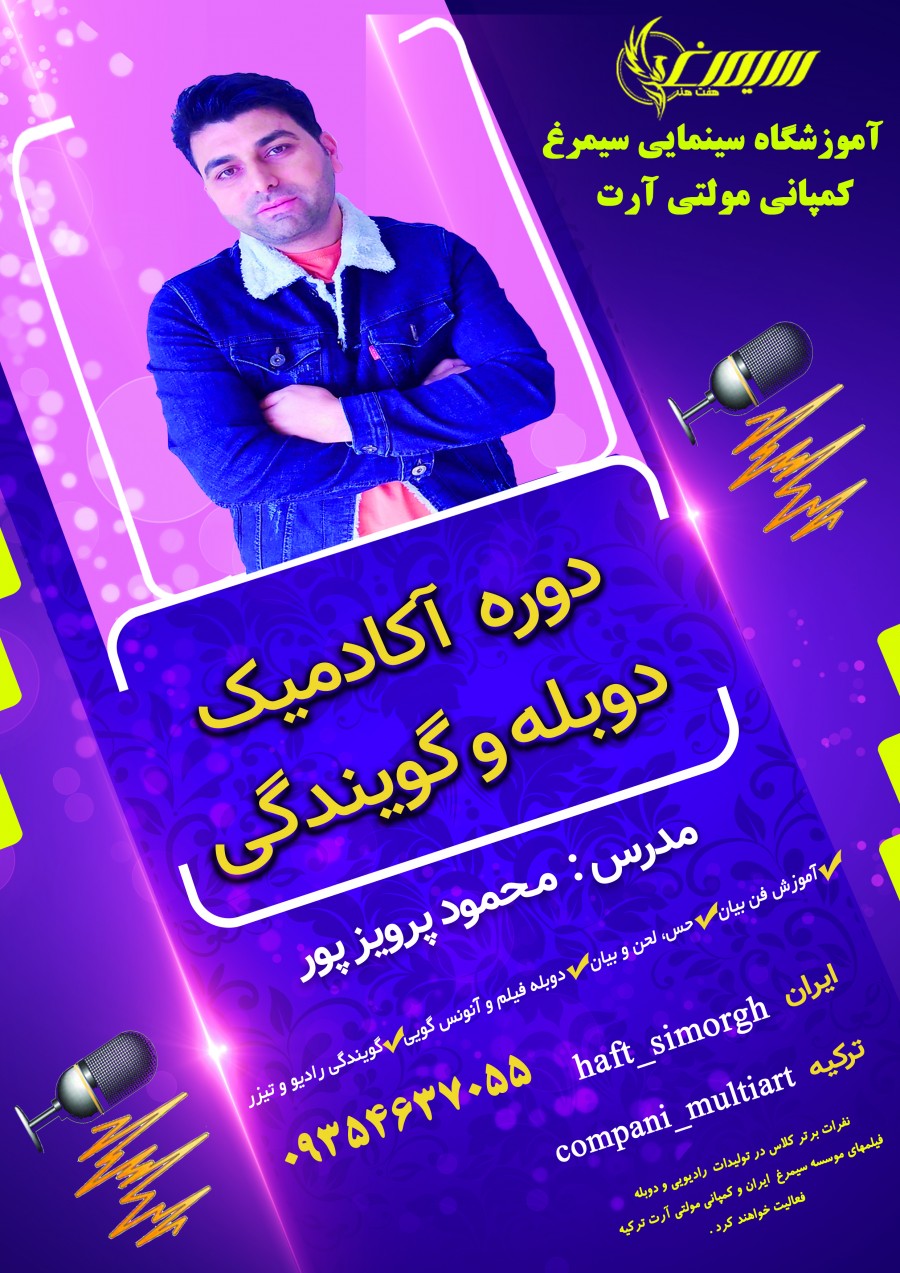 سیمرغ
هفت هنر
آموزشگاه سینمایی سیمرغ
کمپانی مولتی آرت
دوره آکادمیک
دوبله و گویندگی
مدرس : محمود پرویز پور
آموزش فن بیان
حس، لحن و بیان
دوبله فیلم و آنونس گویی
گویندگی رادیو و تیزر
ایران
haft_simorgh
۰۹۳۵۴۶۳۷۰۵۵
ترکیه
compani_multiart
نفرات برتر کلاس در تولیدات رادیویی و دوبله
فیلمهای موسسه سیمرغ ایران و کمپانی مولتی آرت ترکیه
فعالیت خواهند کرد .